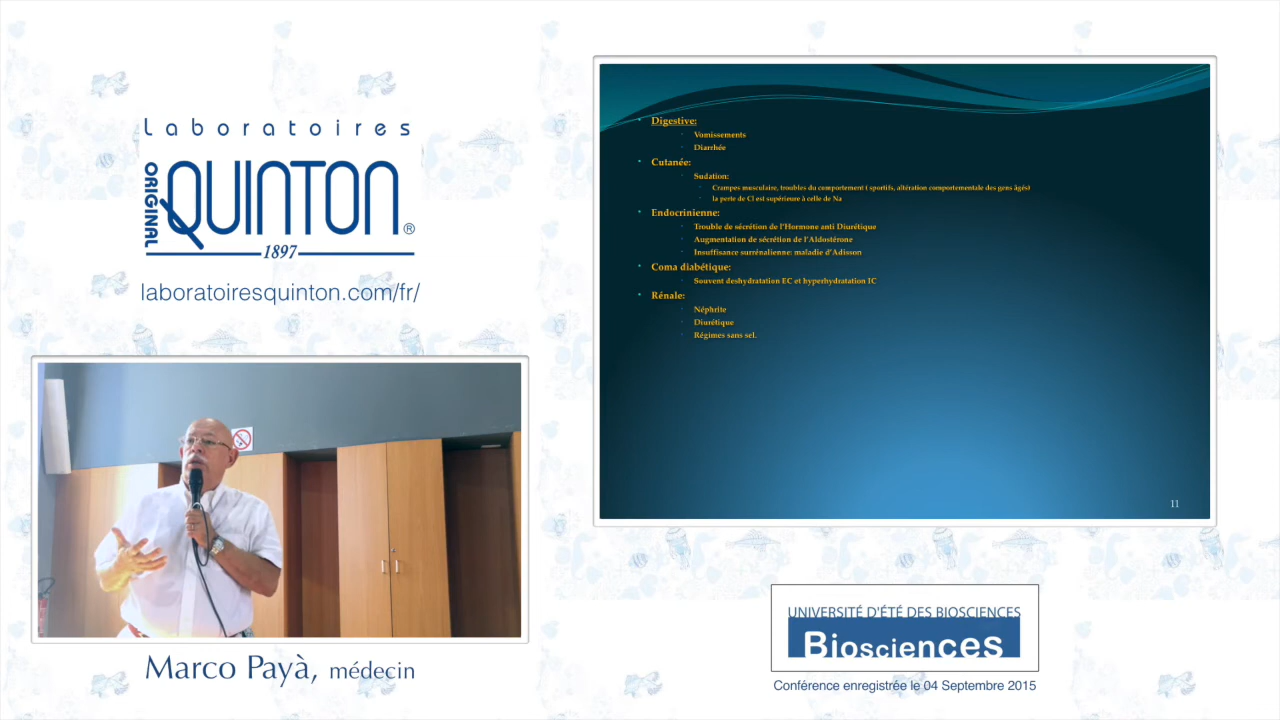 Laboratoires
ORIGINAL
QUINTON®
1897
laboratoiresquinton.com/fr/
Marco Payà, médecin
Digestive:
Vomissements
Diarrhée
Cutanée:
Sudation:
Crampes musculaire, troubles du comportement ( sportifs, altération comportementale des gens âgés)
la perte de Cl est supérieure à celle de Na
Endocrinienne:
Trouble de sécrétion de l'Hormone anti Diurétique
Augmentation de sécrétion de l'Aldostérone
Insuffisance surrénalienne: maladie d'Adisson
Coma diabétique:
Souvent deshydratation EC et hyperhydratation IC
Rénale:
Néphrite
Diurétique
Régimes sans sel.
11
UNIVERSITÉ D'ÉTÉ DES BIOSCIENCES
Biosciences
Conférence enregistrée le 04 Septembre 2015